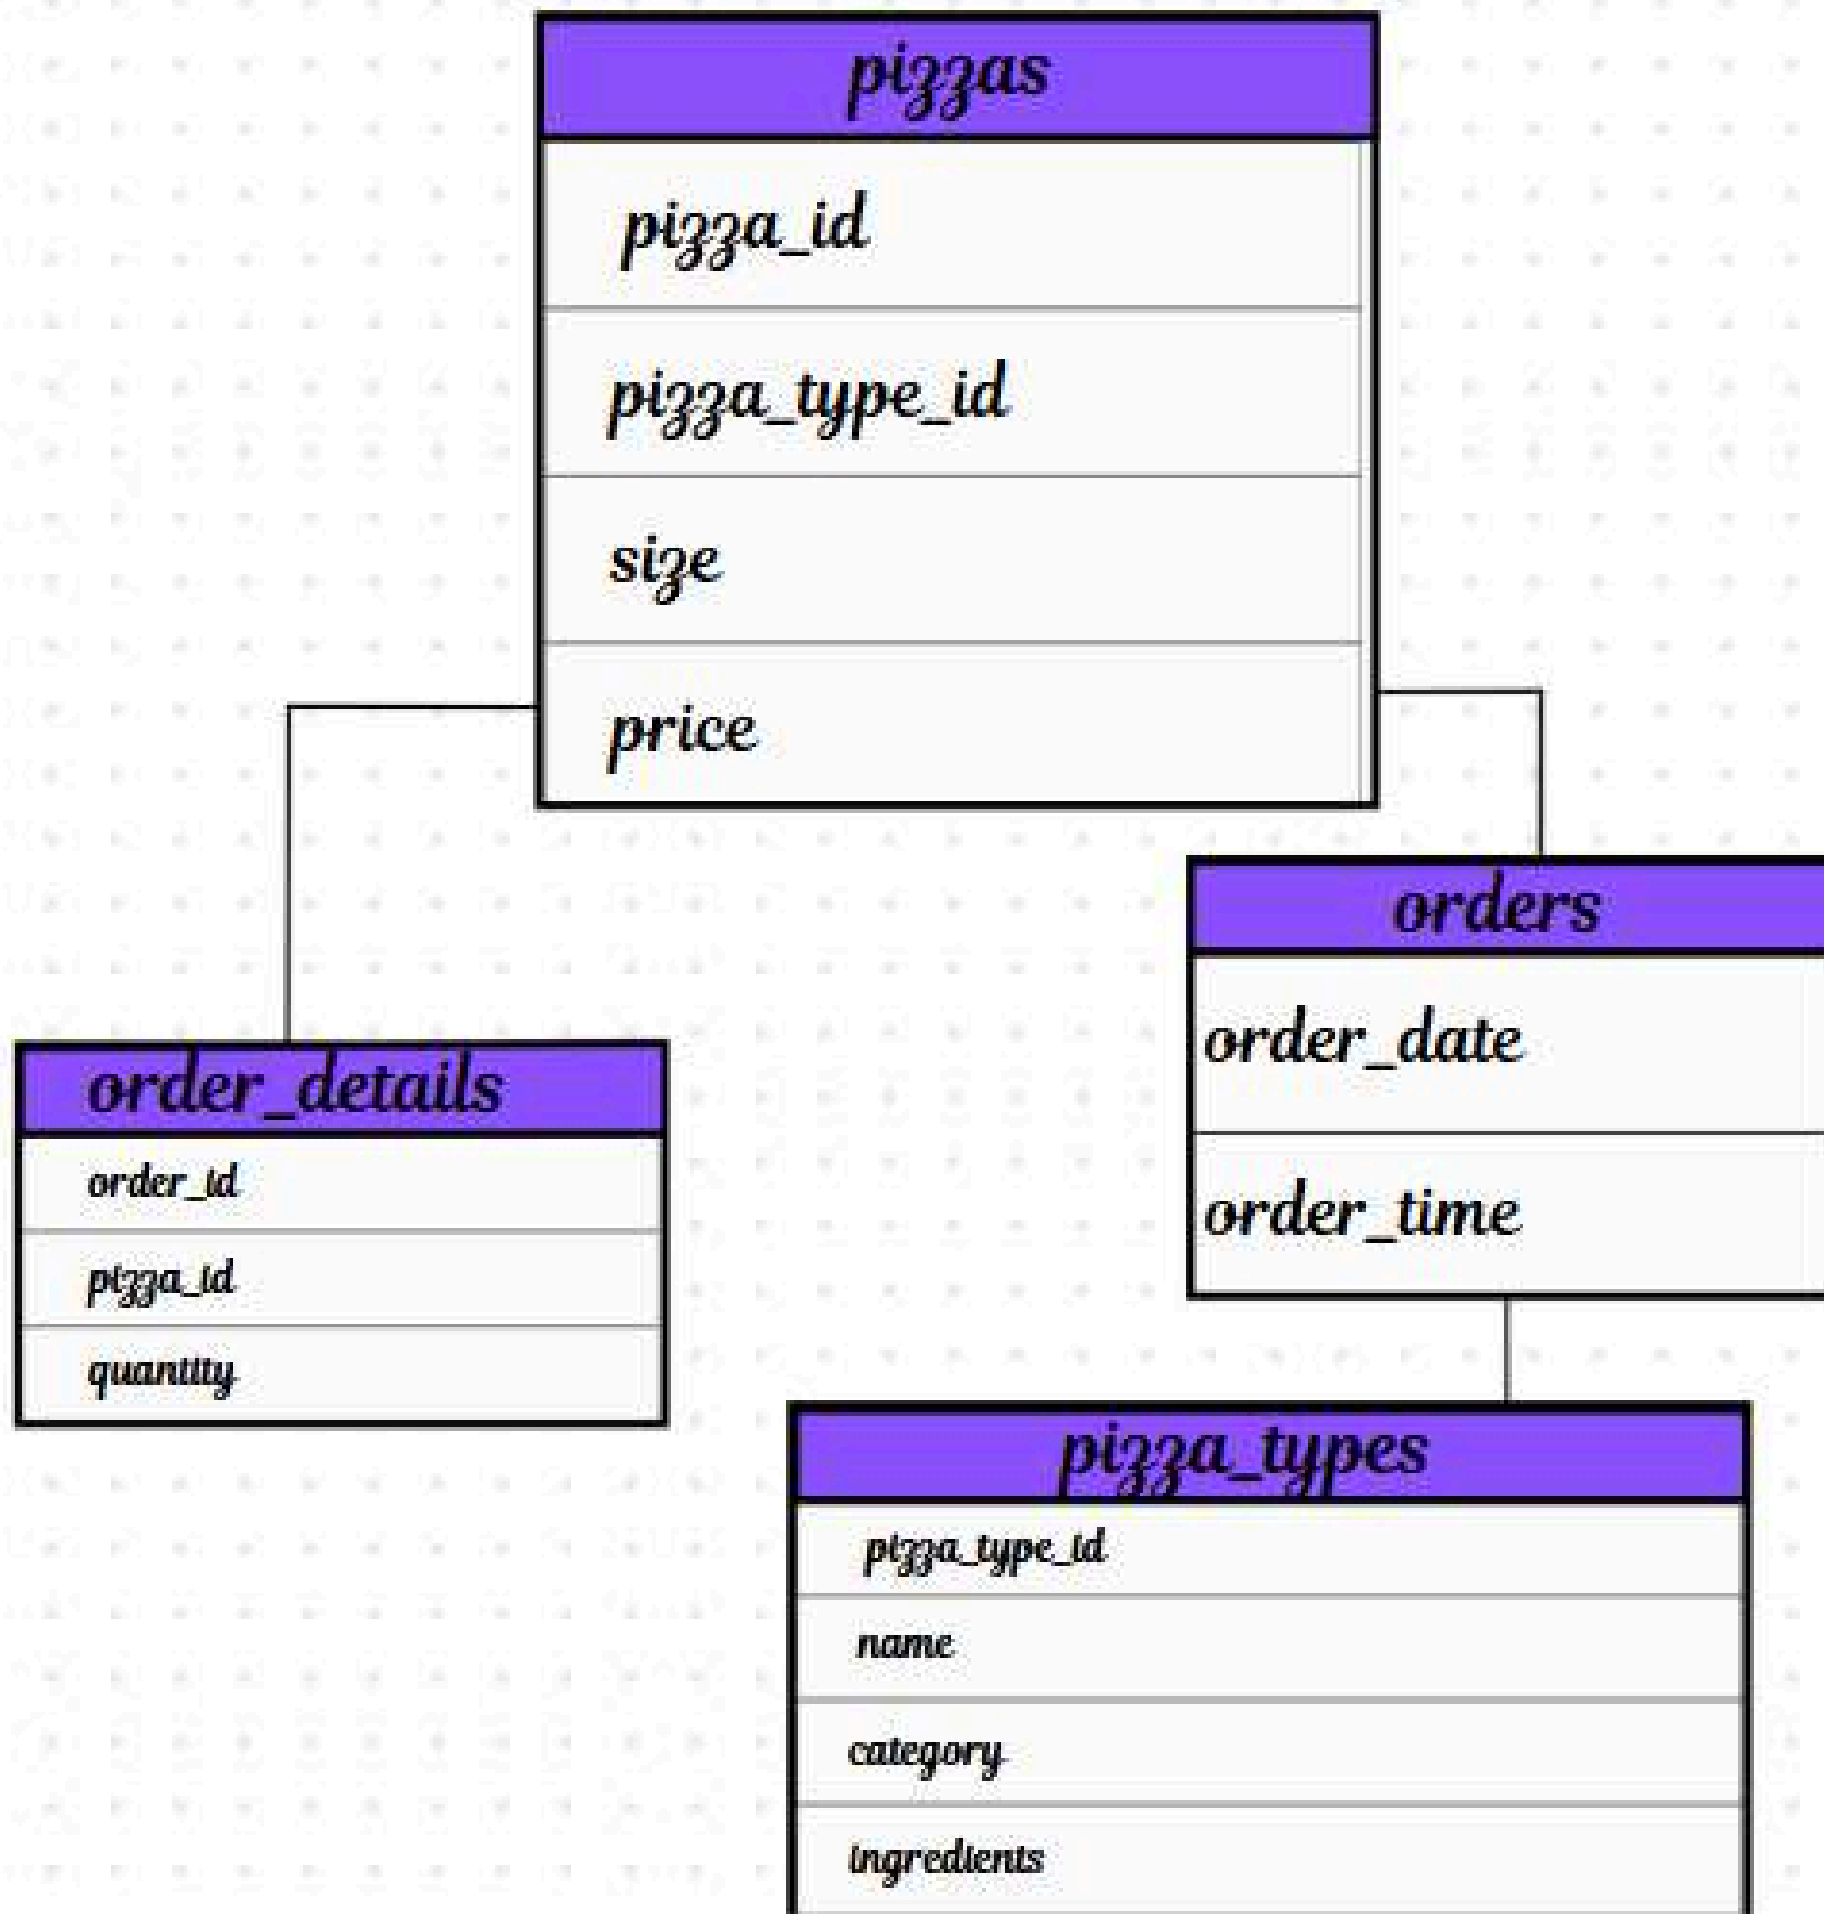 pizzas
pizza_id
pizza_type_id
size
price
orders
order_date
order_time
order_details
order_id
pizza_id
quantity
pizza_types
pizza_type_id
name
category
ingredients